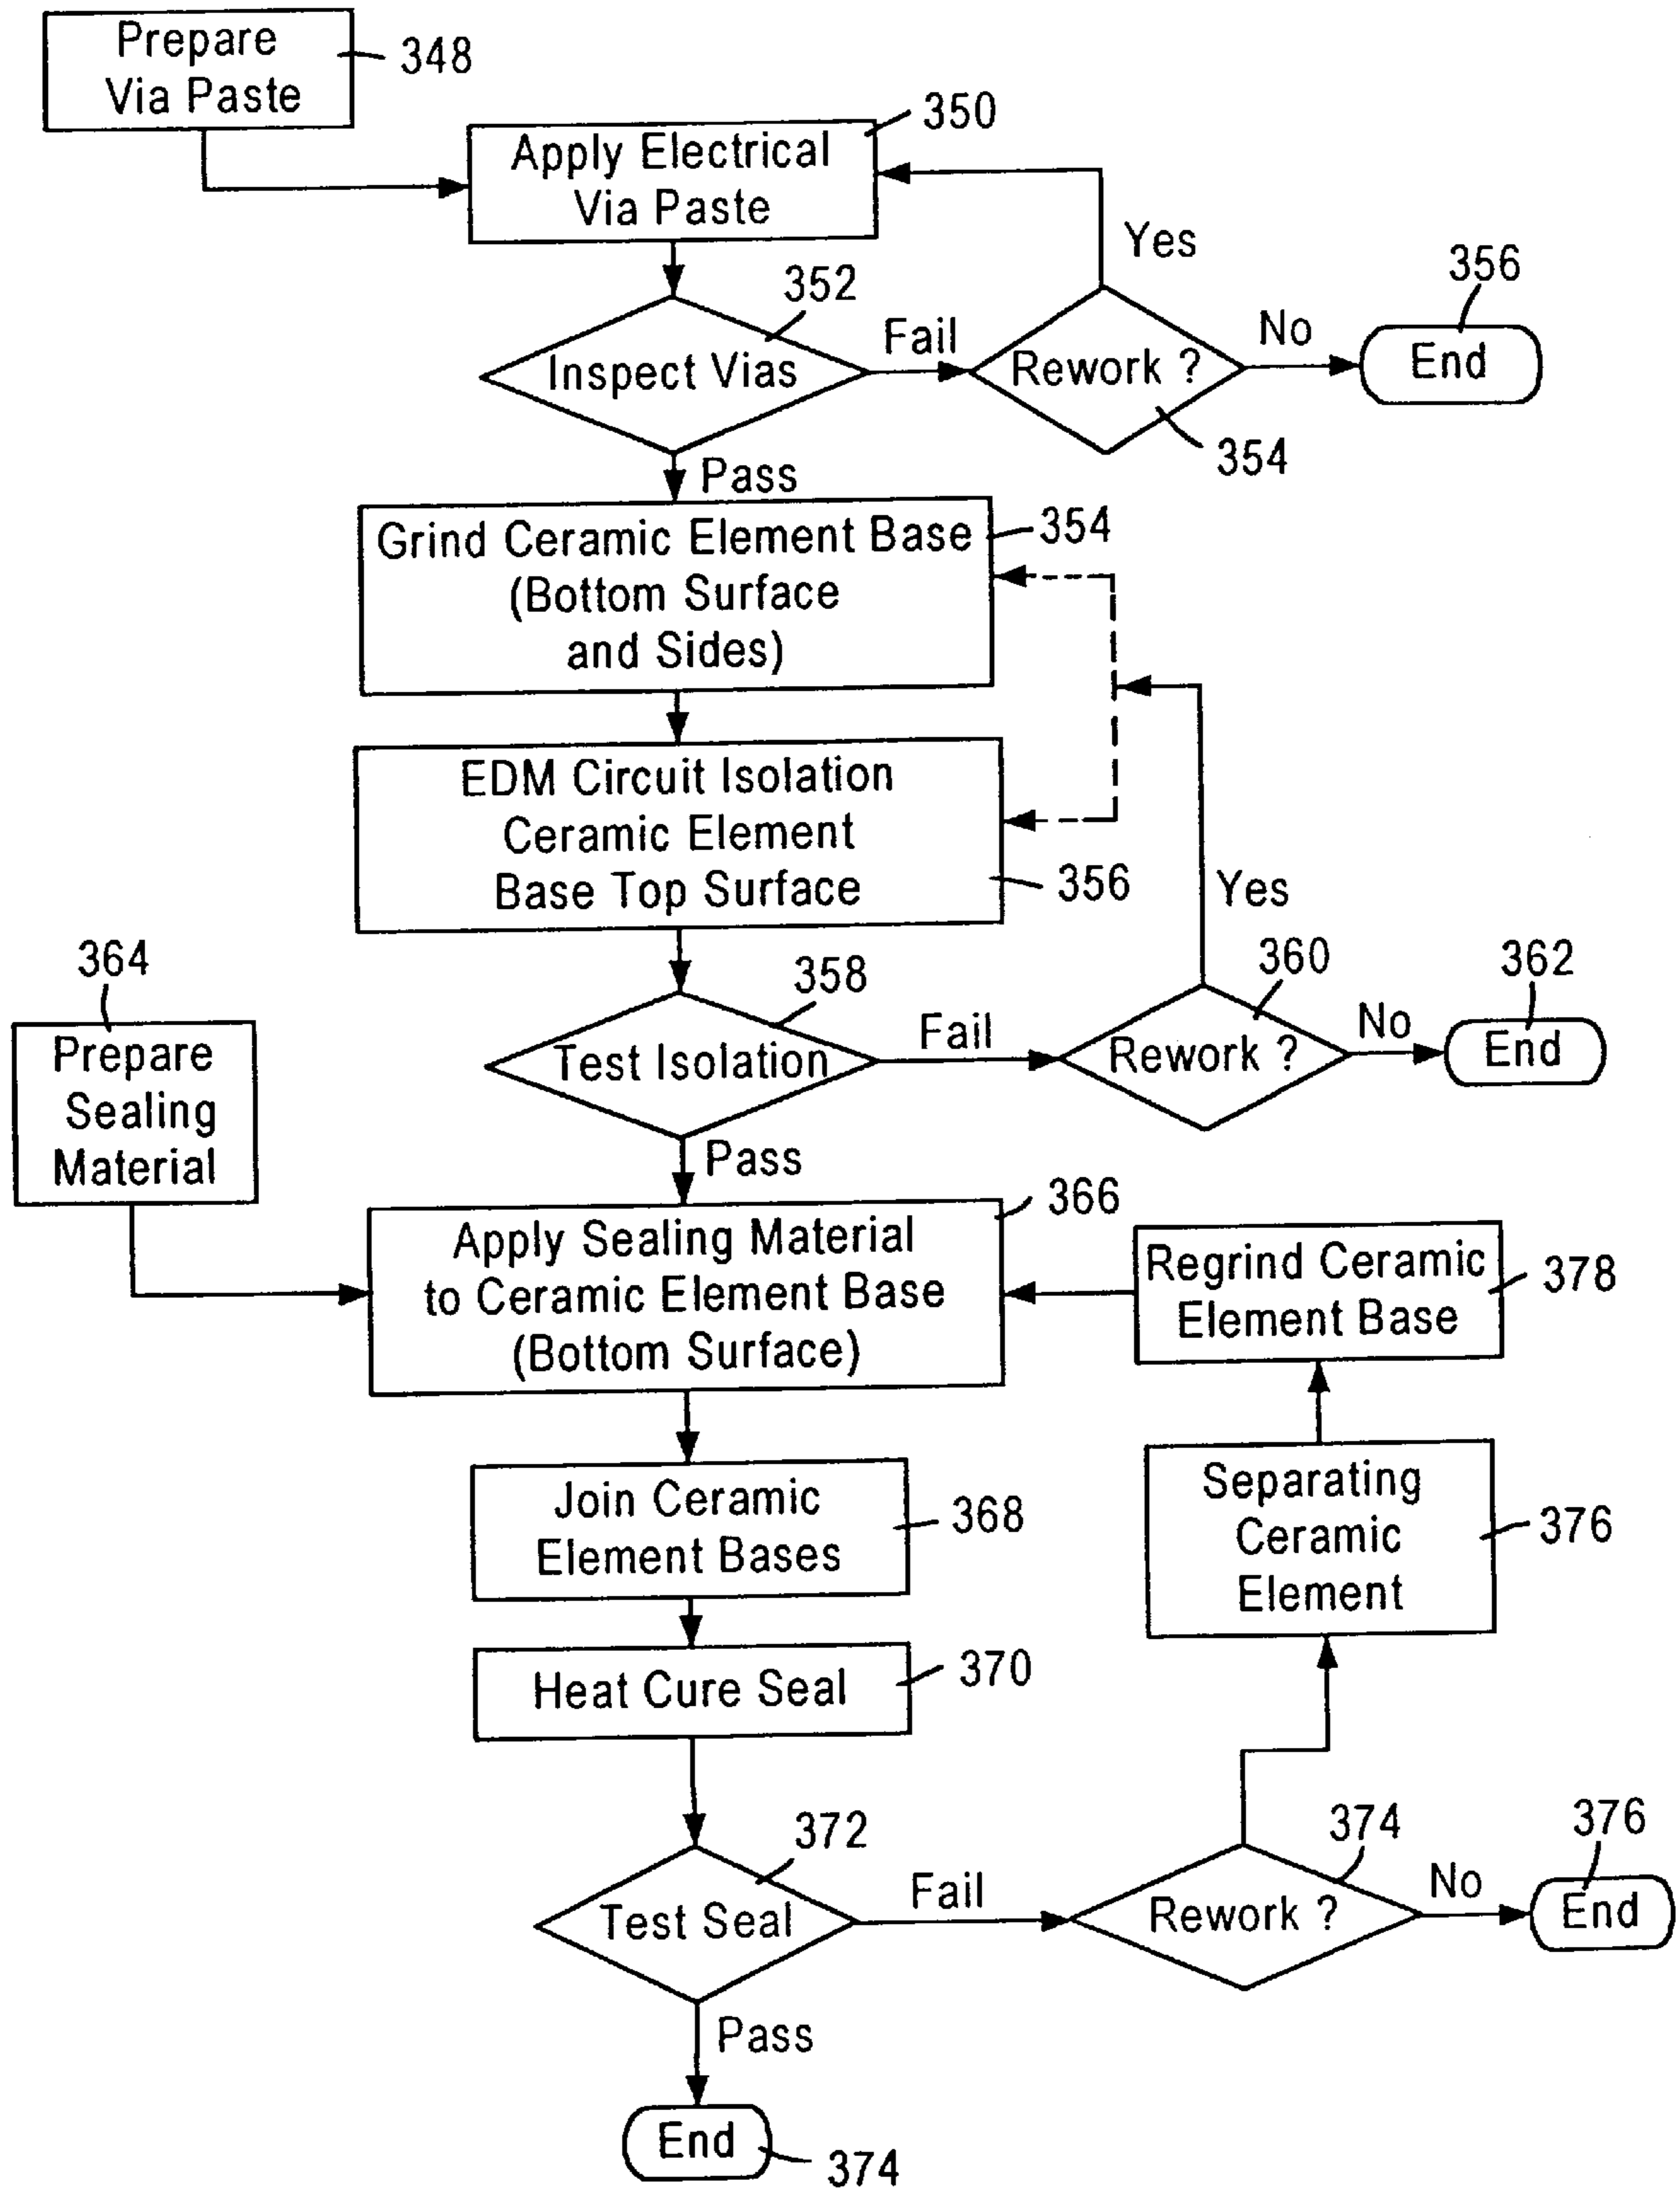 Prepare
Via Paste
348
350
Apply Electrical
Via Paste
Yes
352
356
Inspect Vias
Fail
Rework ?
No
End
354
Pass
Grind Ceramic Element Base
(Bottom Surface
and Sides)
354
EDM Circuit Isolation
Ceramic Element
Base Top Surface
356
Yes
364
358
360
362
Prepare
Sealing
Material
Test Isolation
Fail
Rework ?
No
End
Pass
366
Apply Sealing Material
to Ceramic Element Base
(Bottom Surface)
Regrind Ceramic
Element Base
378
Join Ceramic
Element Bases
368
Separating
Ceramic
Element
376
Heat Cure Seal
370
372
374
376
Test Seal
Fail
Rework ?
No
End
Pass
End
374